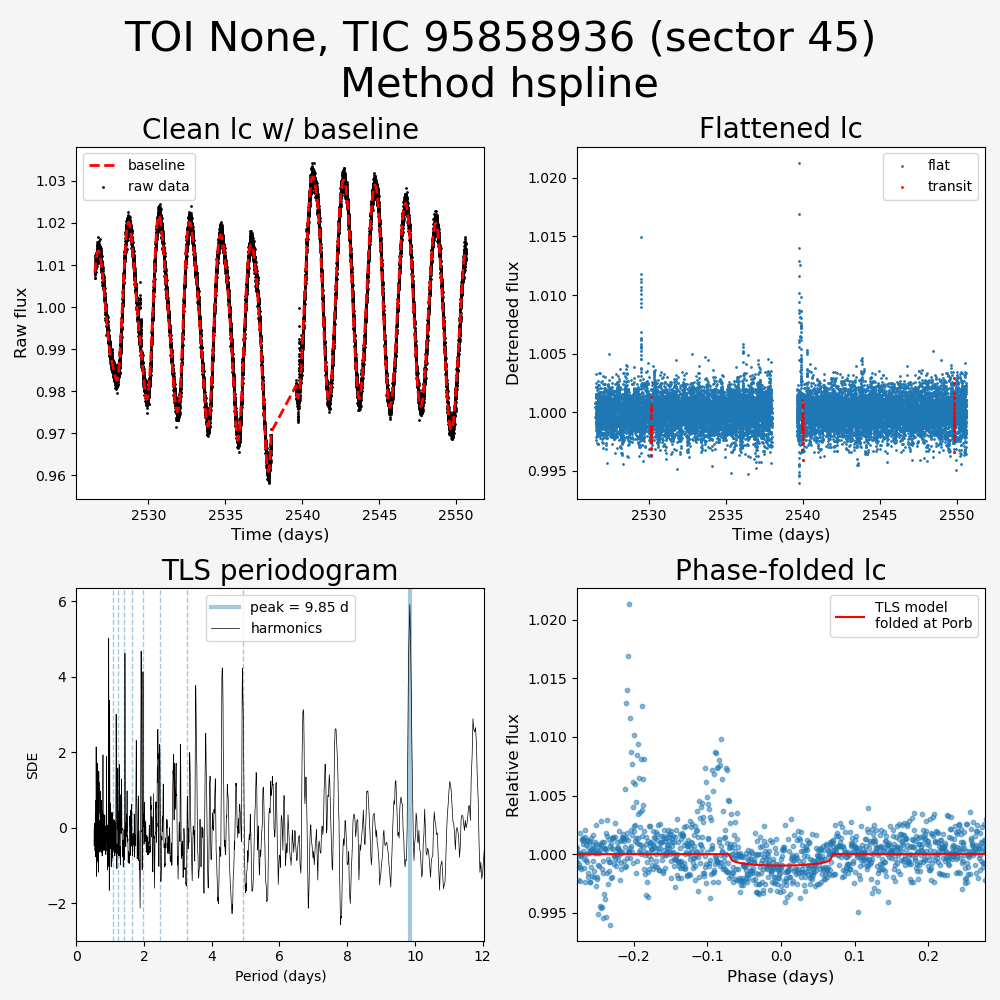 TOI None, TIC 95858936 (sector 45)
Method hspline
Clean lc w/ baseline
baseline
raw data
1.03
1.02
1.01
1.00
0.99
0.98
0.97
0.96
Raw flux
2530
2535
2540
2545
2550
Time (days)
Flattened lc
flat
transit
1.020
1.015
1.010
1.005
1.000
0.995
Detrended flux
2530
2535
2540
2545
2550
Time (days)
TLS periodogram
peak = 9.85 d
harmonics
6
4
2
0
−2
SDE
0
2
4
6
8
10
12
Period (days)
Phase-folded lc
TLS model
folded at Porb
1.020
1.015
1.010
1.005
1.000
0.995
Relative flux
−0.2
−0.1
0.0
0.1
0.2
Phase (days)